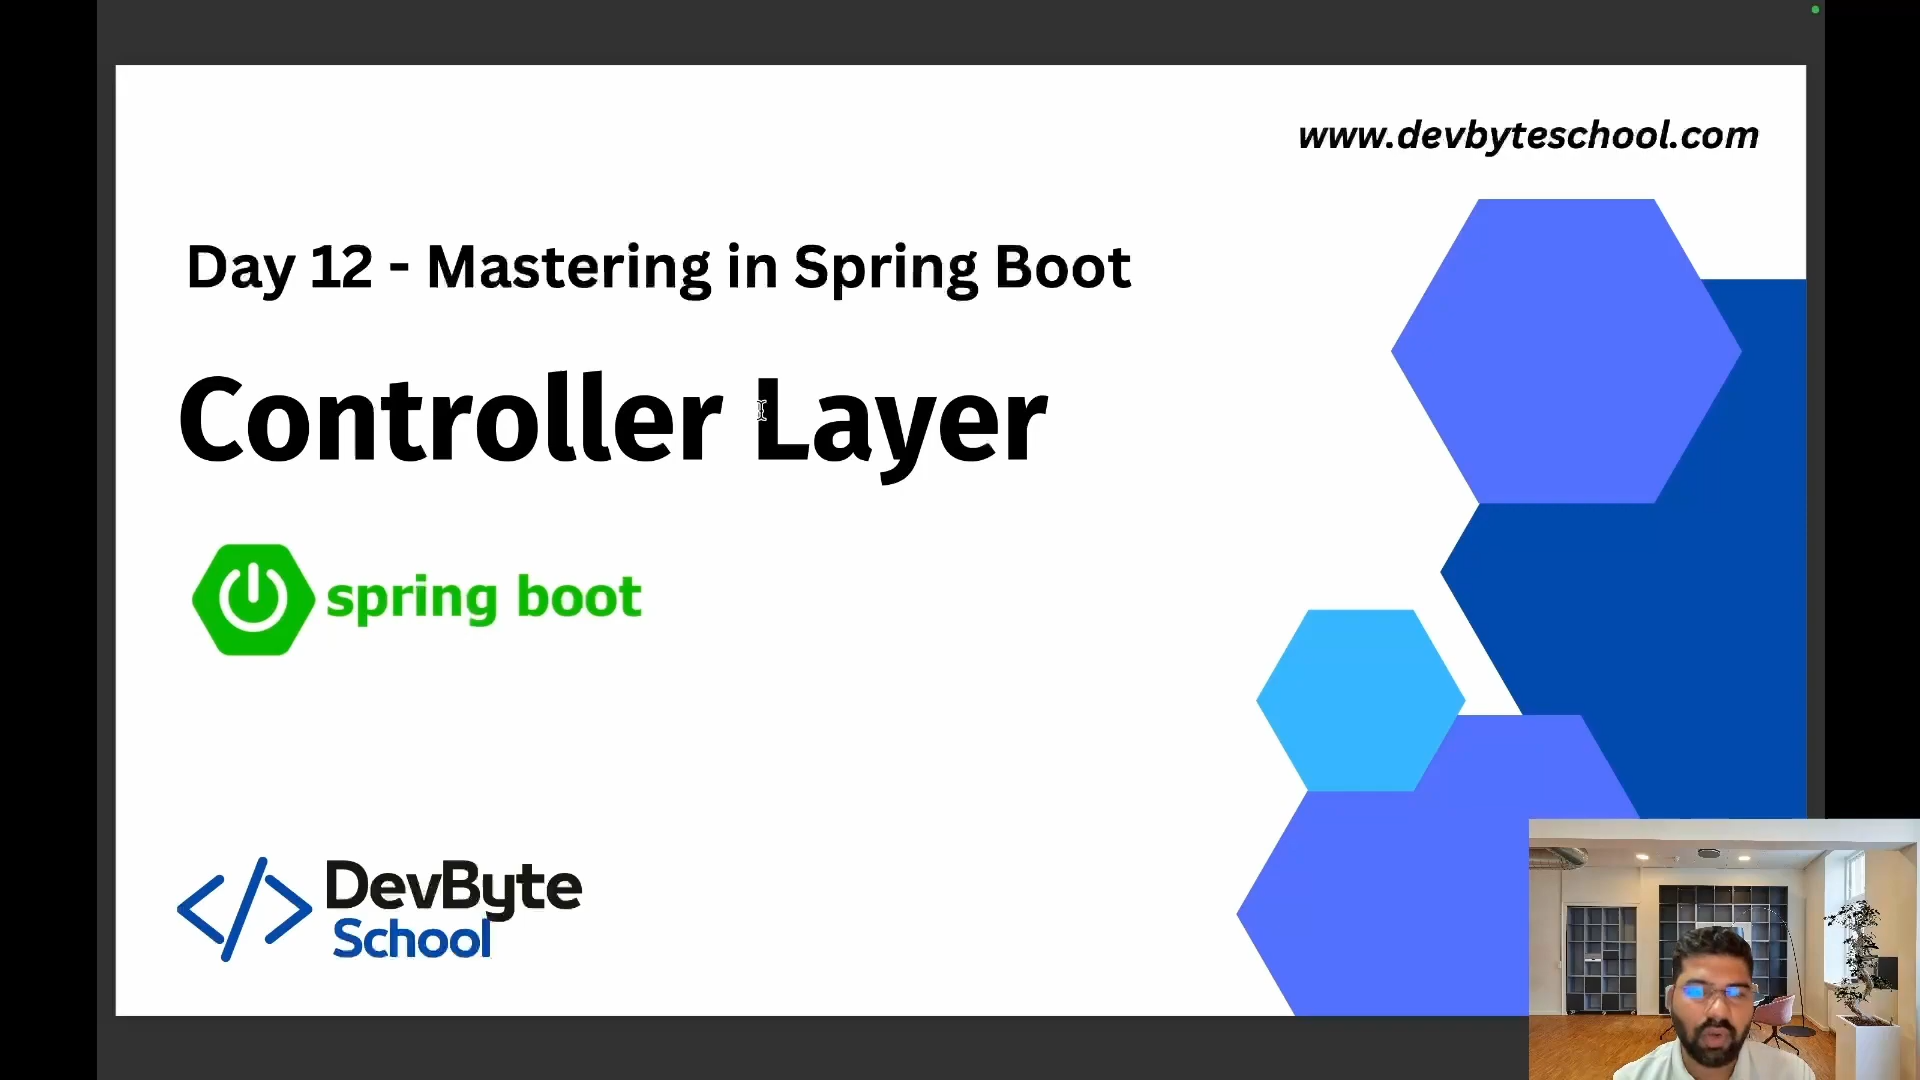 www.devbyteschool.com
Day 12 - Mastering in Spring Boot
Controller Layer
spring boot
</> DevByte
School